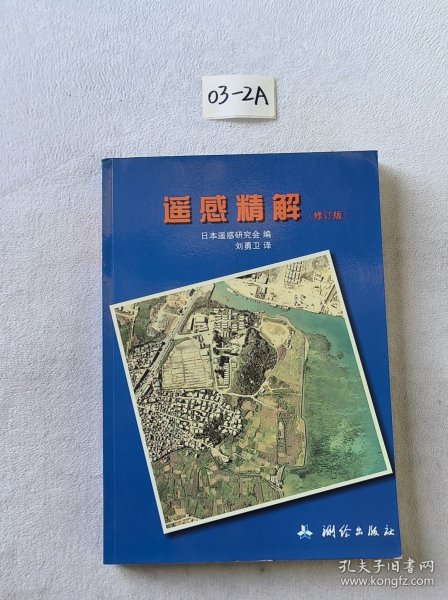 03-2A
遥感精解(修订版)
日本遥感研究会 编
刘勇卫 译
测绘出版社
孔夫子旧书网
www.kongfz.com